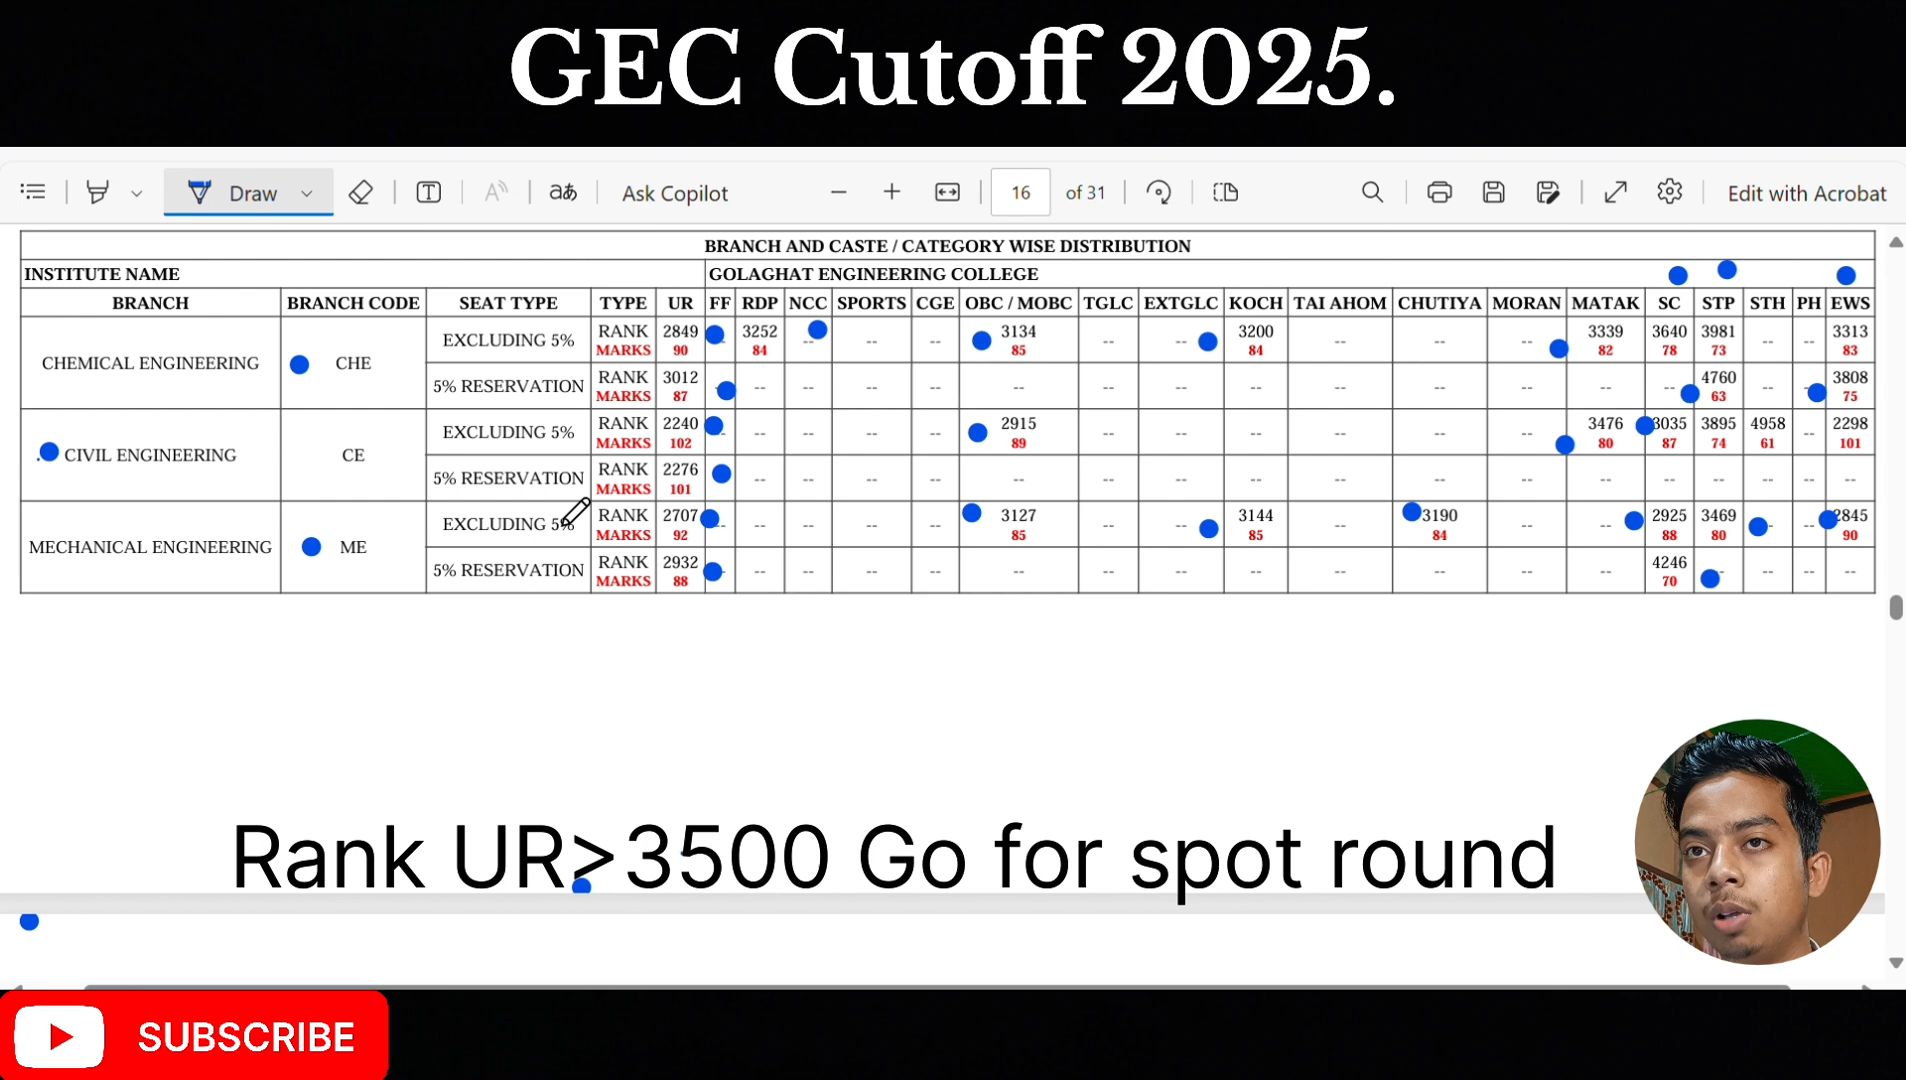 GEC Cutoff 2025.
Draw Ask Copilot 16 of 31 Edit with Acrobat
BRANCH AND CASTE / CATEGORY WISE DISTRIBUTION
INSTITUTE NAME GOLAGHAT ENGINEERING COLLEGE
BRANCH BRANCH CODE SEAT TYPE TYPE UR FF RDP NCC SPORTS CGE OBC / MOBC TGLC EXTGLC KOCH TAI AHOM CHUTIYA MORAN MATAK SC STP STH PH EWS
CHEMICAL ENGINEERING CHE
EXCLUDING 5% RANK 2849 -- 3252 -- -- -- 3134 -- -- 3200 -- 3339 3640 3981 -- -- 3313
MARKS 90 84 85 84 82 78 73 83
5% RESERVATION RANK 3012 -- -- -- -- -- -- -- -- -- -- -- -- -- -- 4760 -- -- 3808
MARKS 87 63 75
CIVIL ENGINEERING CE
EXCLUDING 5% RANK 2240 -- -- -- -- 2915 -- -- -- -- -- -- 3476 3035 3895 4958 -- 2298
MARKS 102 89 80 87 74 61 101
5% RESERVATION RANK 2276 -- -- -- -- -- -- -- -- -- -- -- -- -- -- -- -- --
MARKS 101
MECHANICAL ENGINEERING ME
EXCLUDING 5% RANK 2707 -- -- -- -- -- 3127 -- -- 3144 -- 3190 -- 2925 3469 -- -- 2845
MARKS 92 85 85 84 88 80 90
5% RESERVATION RANK 2932 -- -- -- -- -- -- -- -- -- -- -- -- -- 4246 -- -- -- --
MARKS 88 70
Rank UR>3500 Go for spot round
SUBSCRIBE